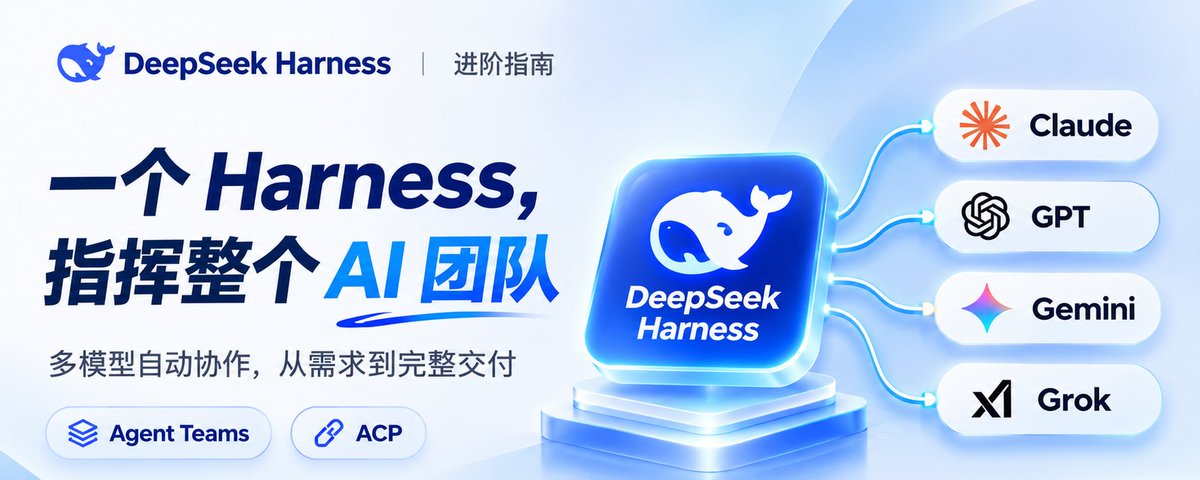 DeepSeek Harness | 进阶指南
一个 Harness,
指挥整个 AI 团队
多模型自动协作，从需求到完整交付
Agent Teams
ACP
DeepSeek
Harness
Claude
GPT
Gemini
Grok